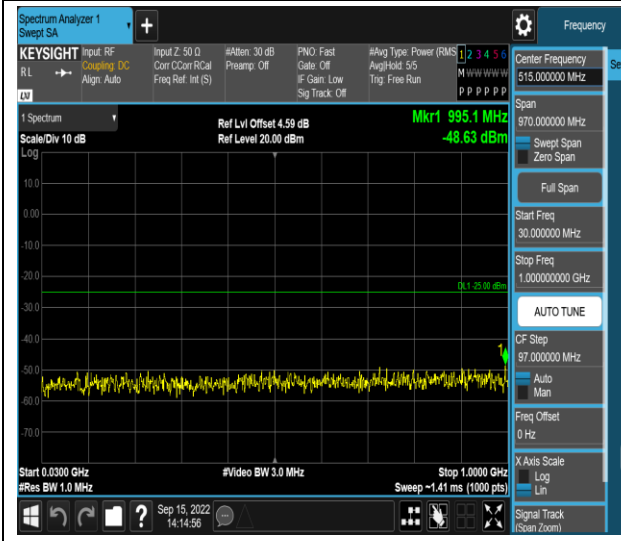 Spectrum Analyzer 1
Swept SA
+
Frequency
KEYSIGHT
RL
LXI
Input: RF
Coupling: DC
Align: Auto
Input Z: 50 Ω
Corr CCorr RCal
Freq Ref: Int (S)
#Atten: 30 dB
Preamp: Off
PNO: Fast
Gate: Off
IF Gain: Low
Sig Track: Off
#Avg Type: Power (RMS
Avg|Hold: 5/5
Trig: Free Run
1 2 3 4 5 6
M W W W W W
P P P P P P
1 Spectrum
Scale/Div 10 dB
Log
Ref Lvl Offset 4.59 dB
Ref Level 20.00 dBm
Mkr1 995.1 MHz
-48.63 dBm
10.0
0.00
-10.0
-20.0
DL1 -25.00 dBm
-30.0
-40.0
1
-50.0
-60.0
-70.0
Start 0.0300 GHz
#Res BW 1.0 MHz
#Video BW 3.0 MHz
Stop 1.0000 GHz
Sweep ~1.41 ms (1000 pts)
?
Sep 15, 2022
14:14:56
Center Frequency
515.000000 MHz
Se
Span
970.000000 MHz
Swept Span
Zero Span
Full Span
Start Freq
30.000000 MHz
Stop Freq
1.000000000 GHz
AUTO TUNE
CF Step
97.000000 MHz
Auto
Man
Freq Offset
0 Hz
X Axis Scale
Log
Lin
Signal Track
(Span Zoom)